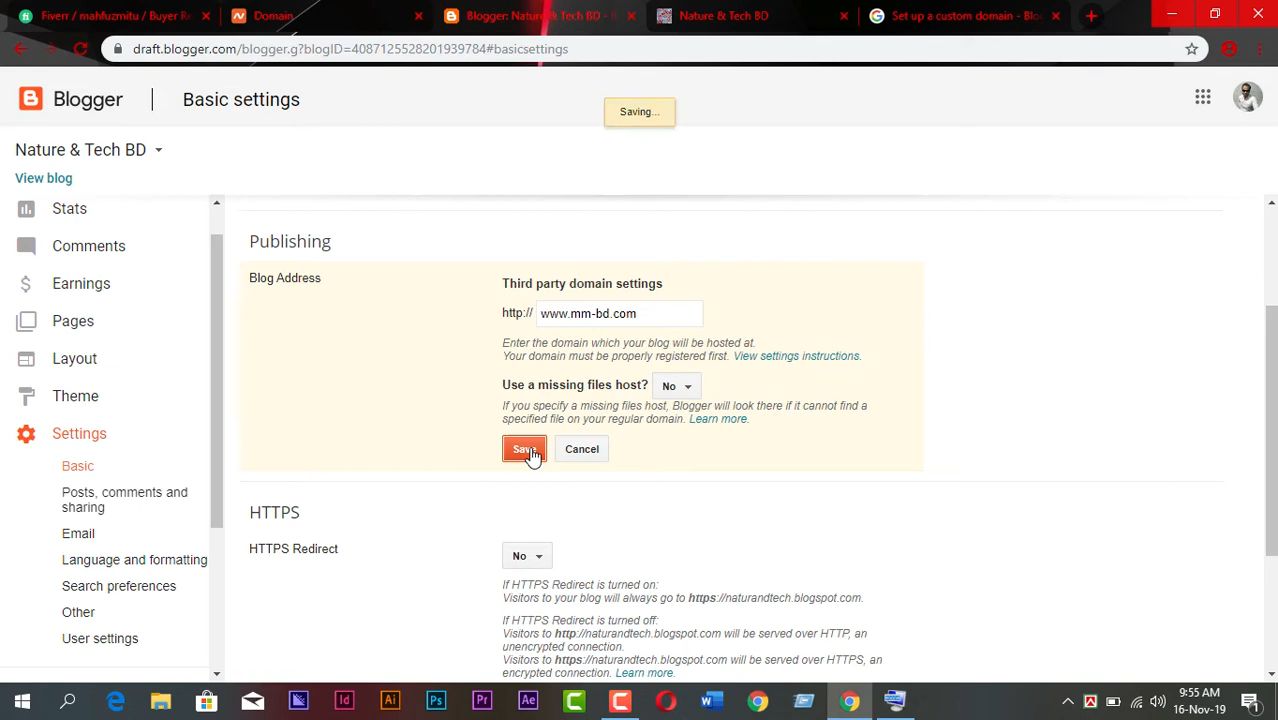 Fiverr / mahfuzmitu / Buyer Re
Domain
Blogger: Nature & Tech BD - B
Nature & Tech BD
Set up a custom domain - Blog
draft.blogger.com/blogger.g?blogID=4087125528201939784#basicsettings
Blogger
Basic settings
Saving...
Nature & Tech BD
View blog
Stats
Comments
Earnings
Pages
Layout
Theme
Settings
Basic
Posts, comments and
sharing
Email
Language and formatting
Search preferences
Other
User settings
Publishing
Blog Address
Third party domain settings
http:// www.mm-bd.com
Enter the domain which your blog will be hosted at.
Your domain must be properly registered first. View settings instructions.
Use a missing files host? No
If you specify a missing files host, Blogger will look there if it cannot find a
specified file on your regular domain. Learn more.
Save Cancel
HTTPS
HTTPS Redirect
No
If HTTPS Redirect is turned on:
Visitors to your blog will always go to https://naturandtech.blogspot.com.
If HTTPS Redirect is turned off:
Visitors to http://naturandtech.blogspot.com will be served over HTTP, an
unencrypted connection.
Visitors to https://naturandtech.blogspot.com will be served over HTTPS, an
encrypted connection. Learn more.
9:55 AM
16-Nov-19